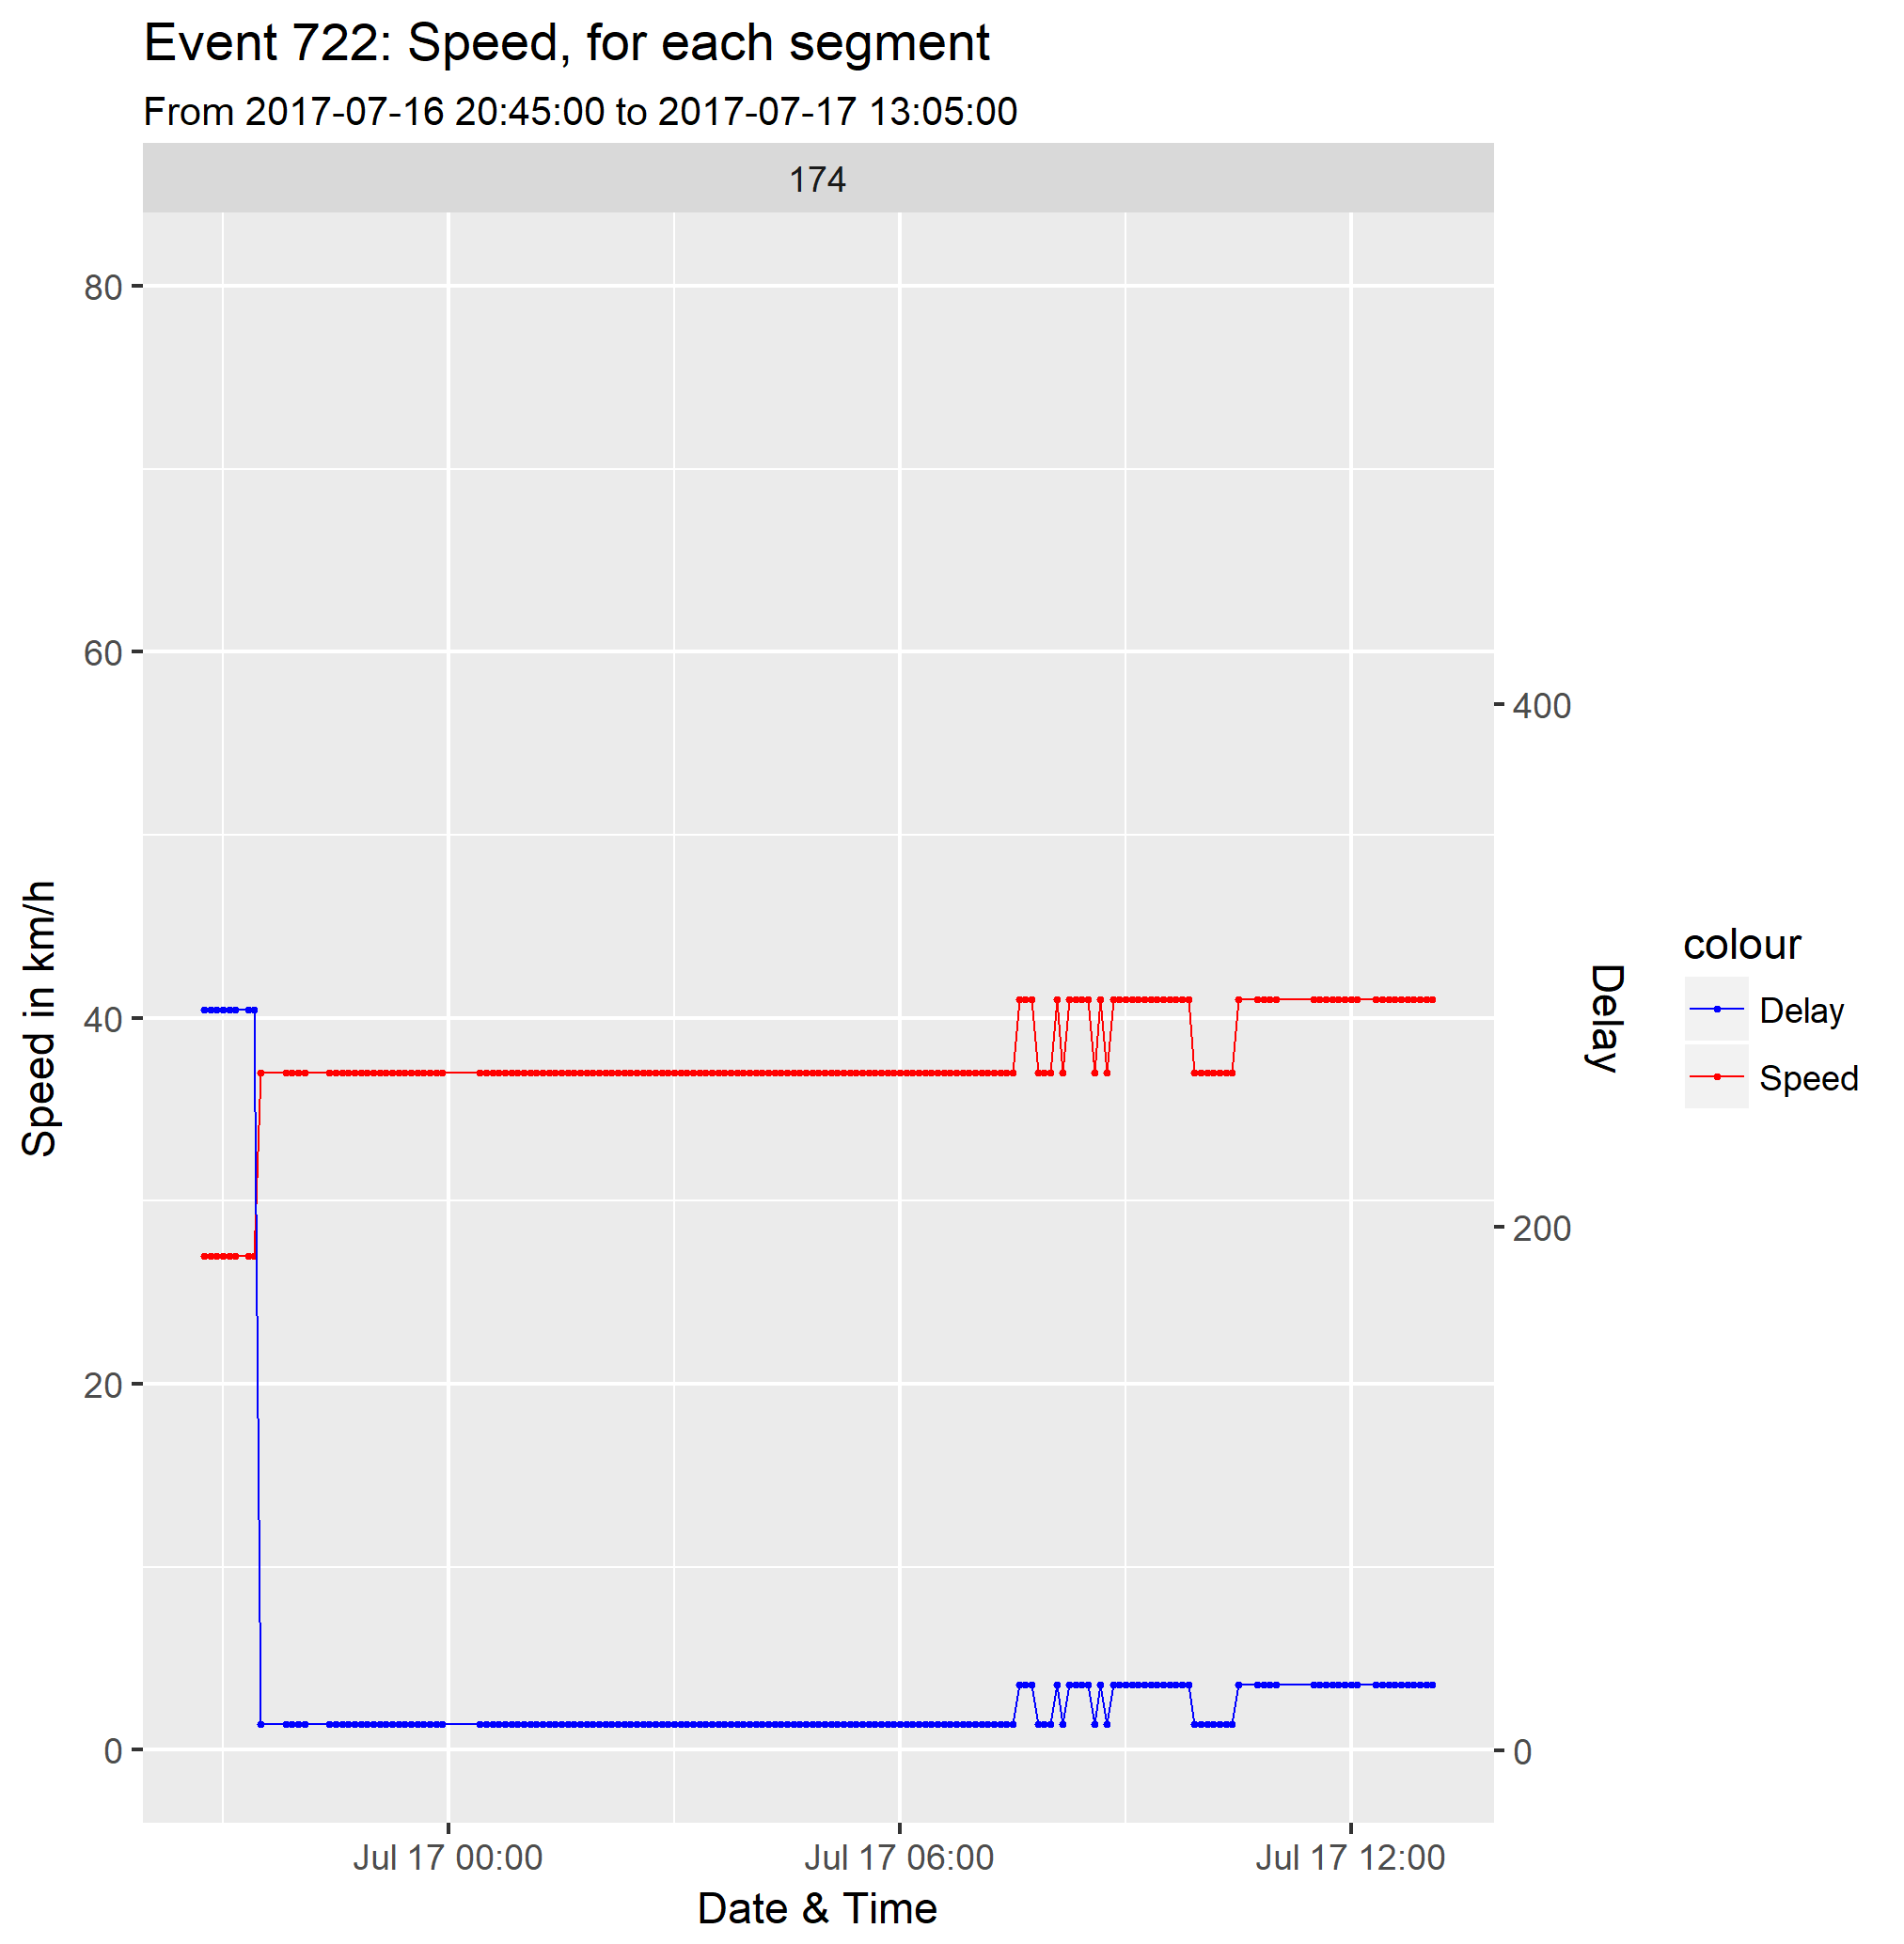 Event 722: Speed, for each segment
From 2017-07-16 20:45:00 to 2017-07-17 13:05:00
174
80
60
40
20
0
Speed in km/h
400
200
0
Delay
Jul 17 00:00
Jul 17 06:00
Jul 17 12:00
Date & Time
colour
Delay
Speed